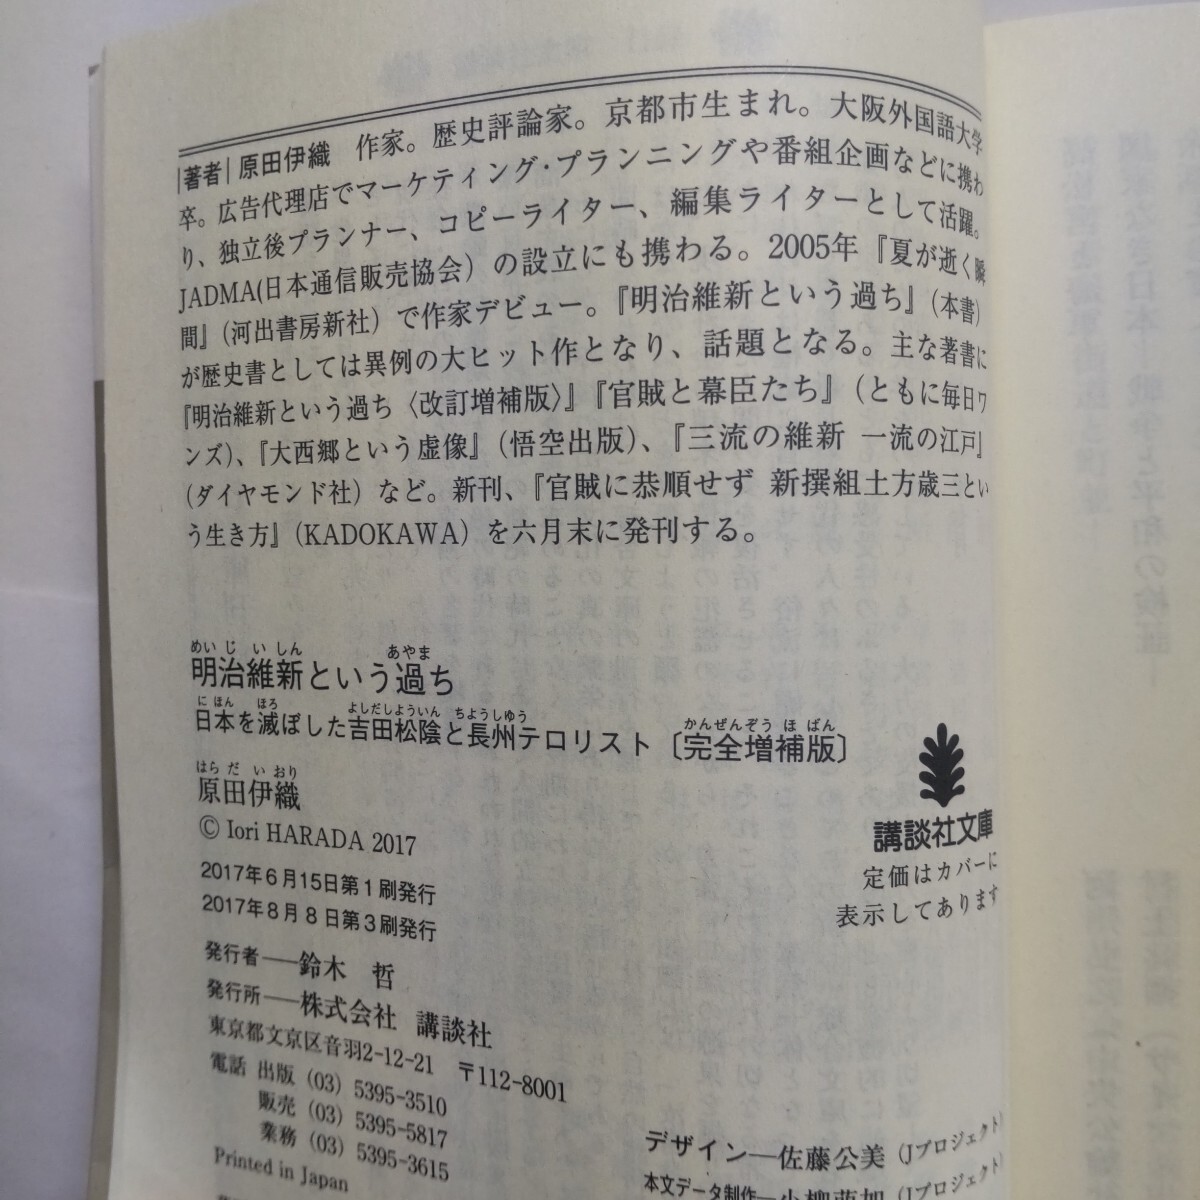 |著者| 原田伊織　作家。歴史評論家。京都市生まれ。大阪外国語大学
卒。広告代理店でマーケティング・プランニングや番組企画などに携わ
り、独立後プランナー、コピーライター、編集ライターとして活躍。
JADMA(日本通信販売協会）の設立にも携わる。2005年『夏が逝く瞬
間』（河出書房新社）で作家デビュー。『明治維新という過ち』（本書）
が歴史書としては異例の大ヒット作となり、話題となる。主な著書に
『明治維新という過ち〈改訂増補版〉』『官賊と幕臣たち』（ともに毎日ワ
ンズ)、『大西郷という虚像』（悟空出版）、『三流の維新 一流の江戸』
（ダイヤモンド社）など。新刊、『官賊に恭順せず 新撰組土方歳三とい
う生き方』（KADOKAWA）を六月末に発刊する。
めいじいしん あやま
明治維新という過ち
にほん ほろ よしだしよういん ちようしゆう かんぜんぞうほばん
日本を滅ぼした吉田松陰と長州テロリスト〔完全増補版〕
はらだいおり
原田伊織
© Iori HARADA 2017
講談社文庫
定価はカバーに
表示してあります
2017年6月15日第1刷発行
2017年8月8日第3刷発行
発行者——鈴木　哲
発行所——株式会社　講談社
東京都文京区音羽2-12-21　〒112-8001
電話 出版 (03) 5395-3510
販売 (03) 5395-5817
業務 (03) 5395-3615
Printed in Japan
デザイン—佐藤公美（Jプロジェクト）
本文データ制作—小柳萌加（Jプロジェクト）